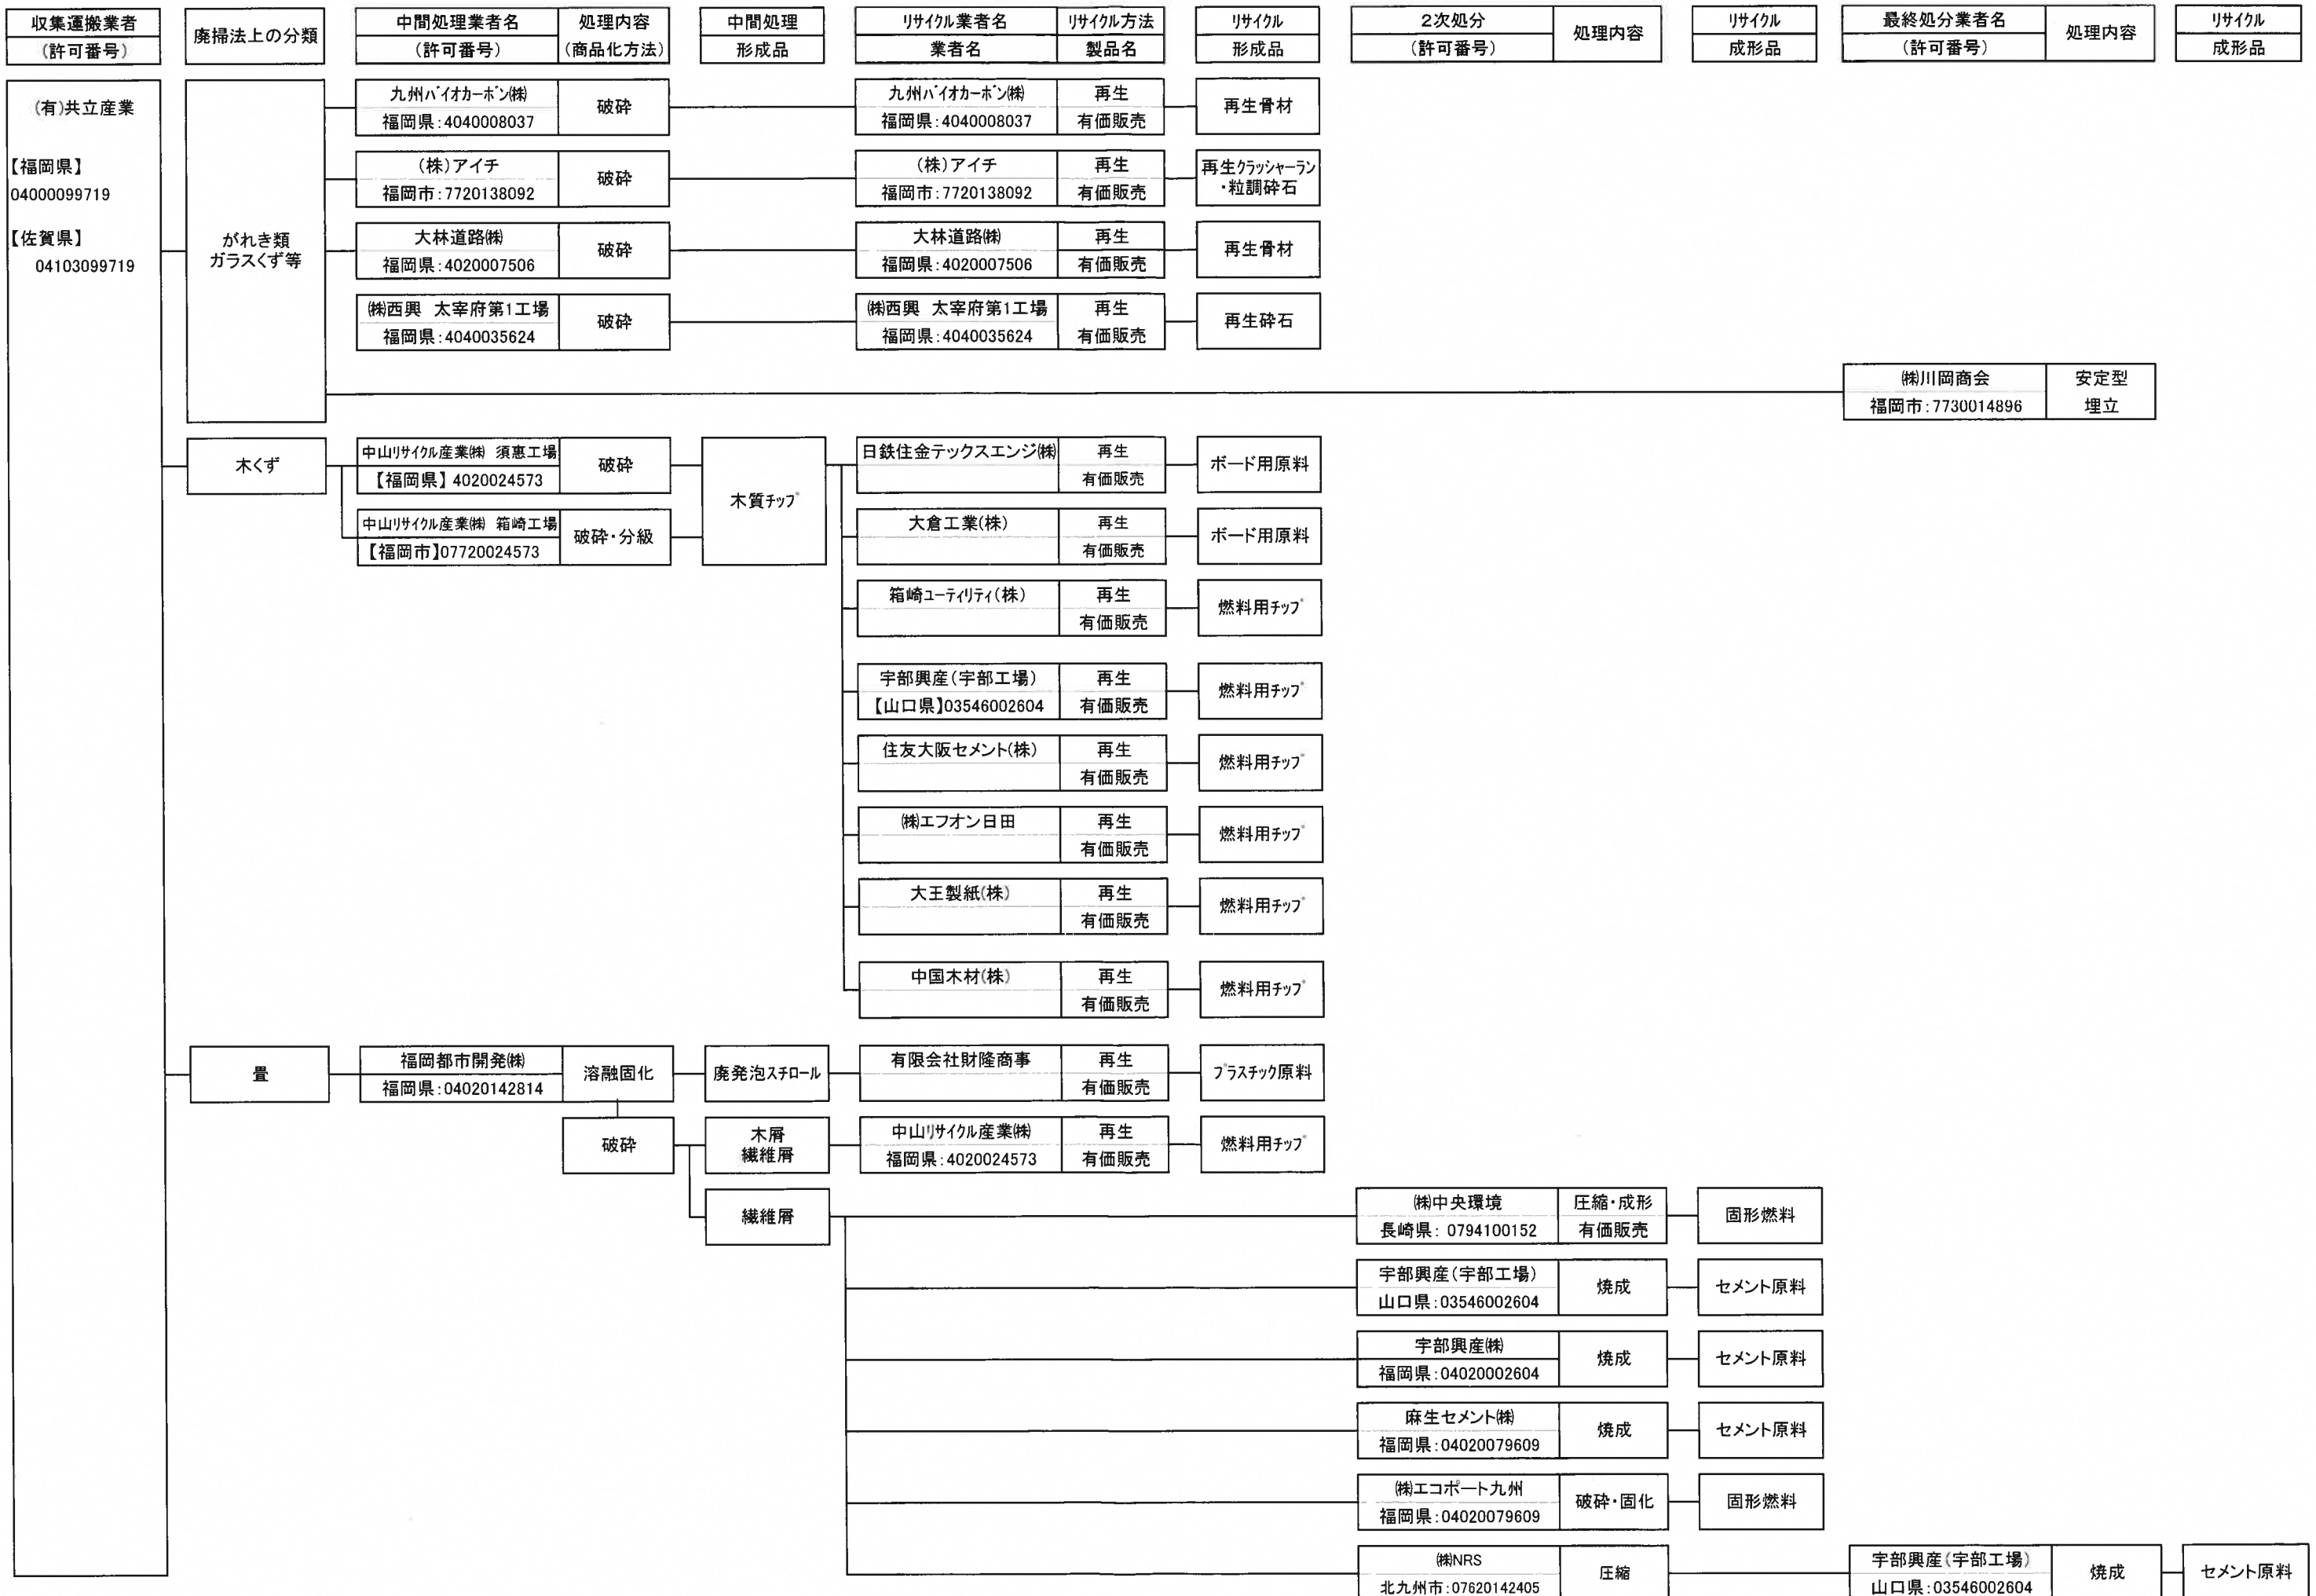 収集運搬業者
(許可番号)
廃掃法上の分類
中間処理業者名
(許可番号)
処理内容
(商品化方法)
中間処理
形成品
リサイクル業者名
業者名
リサイクル方法
製品名
リサイクル
形成品
2次処分
(許可番号)
処理内容
リサイクル
成形品
最終処分業者名
(許可番号)
処理内容
リサイクル
成形品
(有)共立産業
【福岡県】
04000099719
【佐賀県】
04103099719
がれき類
ガラスくず等
九州バイオカーボン㈱
福岡県:4040008037
破砕
九州バイオカーボン㈱
福岡県:4040008037
再生
有価販売
再生骨材
(株)アイチ
福岡市:7720138092
破砕
(株)アイチ
福岡市:7720138092
再生
有価販売
再生クラッシャーラン
・粒調砕石
大林道路㈱
福岡県:4020007506
破砕
大林道路㈱
福岡県:4020007506
再生
有価販売
再生骨材
㈱西興 太宰府第1工場
福岡県:4040035624
破砕
㈱西興 太宰府第1工場
福岡県:4040035624
再生
有価販売
再生砕石
㈱川岡商会
福岡市:7730014896
安定型
埋立
木くず
中山リサイクル産業㈱ 須恵工場
【福岡県】4020024573
破砕
中山リサイクル産業㈱ 箱崎工場
【福岡市】07720024573
破砕・分級
木質チップ
日鉄住金テックスエンジ㈱
再生
有価販売
ボード用原料
大倉工業(株)
再生
有価販売
ボード用原料
箱崎ユーティリティ(株)
再生
有価販売
燃料用チップ
宇部興産(宇部工場)
【山口県】03546002604
再生
有価販売
燃料用チップ
住友大阪セメント(株)
再生
有価販売
燃料用チップ
㈱エフオン日田
再生
有価販売
燃料用チップ
大王製紙(株)
再生
有価販売
燃料用チップ
中国木材(株)
再生
有価販売
燃料用チップ
畳
福岡都市開発㈱
福岡県:04020142814
溶融固化
廃発泡スチロール
有限会社財隆商事
再生
有価販売
プラスチック原料
破砕
木屑
繊維屑
中山リサイクル産業㈱
福岡県:4020024573
再生
有価販売
燃料用チップ
繊維屑
㈱中央環境
長崎県: 0794100152
圧縮・成形
有価販売
固形燃料
宇部興産(宇部工場)
山口県:03546002604
焼成
セメント原料
宇部興産㈱
福岡県:04020002604
焼成
セメント原料
麻生セメント㈱
福岡県:04020079609
焼成
セメント原料
㈱エコポート九州
福岡県:04020079609
破砕・固化
固形燃料
㈱NRS
北九州市:07620142405
圧縮
宇部興産(宇部工場)
山口県:03546002604
焼成
セメント原料